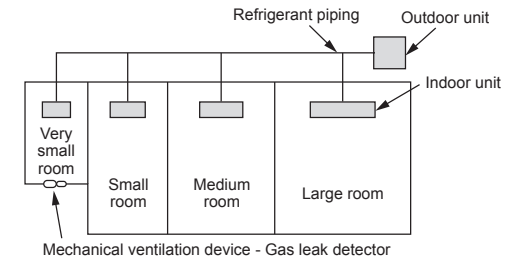 Refrigerant piping
Outdoor unit
Indoor unit
Very
small
room
Small
room
Medium
room
Large room
Mechanical ventilation device - Gas leak detector